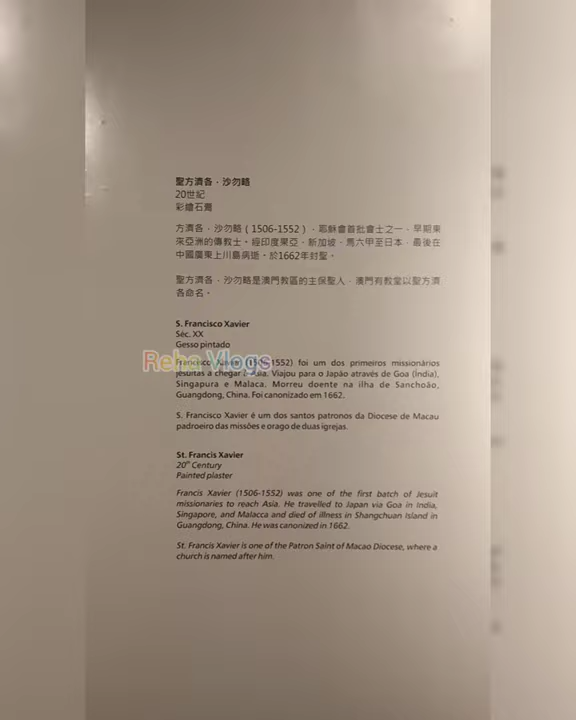 聖方濟各．沙勿略
20世紀
彩繪石膏
方濟各．沙勿略（1506-1552），耶穌會首批會士之一，早期東
來亞洲的傳教士。經印度果亞，新加坡，馬六甲至日本，最後在
中國廣東上川島病逝。於1662年封聖。
聖方濟各．沙勿略是澳門教區的主保聖人，澳門有教堂以聖方濟
各命名。
S. Francisco Xavier
Séc. XX
Gesso pintado
Reha Vlogs
Francisco Xavier (1506-1552) foi um dos primeiros missionários
jesuítas a chegar à Ásia. Viajou para o Japão através de Goa (Índia),
Singapura e Malaca. Morreu doente na ilha de Sanchoão,
Guangdong, China. Foi canonizado em 1662.
S. Francisco Xavier é um dos santos patronos da Diocese de Macau
padroeiro das missões e orago de duas igrejas.
St. Francis Xavier
20th Century
Painted plaster
Francis Xavier (1506-1552) was one of the first batch of Jesuit
missionaries to reach Asia. He travelled to Japan via Goa in India,
Singapore, and Malacca and died of illness in Shangchuan Island in
Guangdong, China. He was canonized in 1662.
St. Francis Xavier is one of the Patron Saint of Macao Diocese, where a
church is named after him.